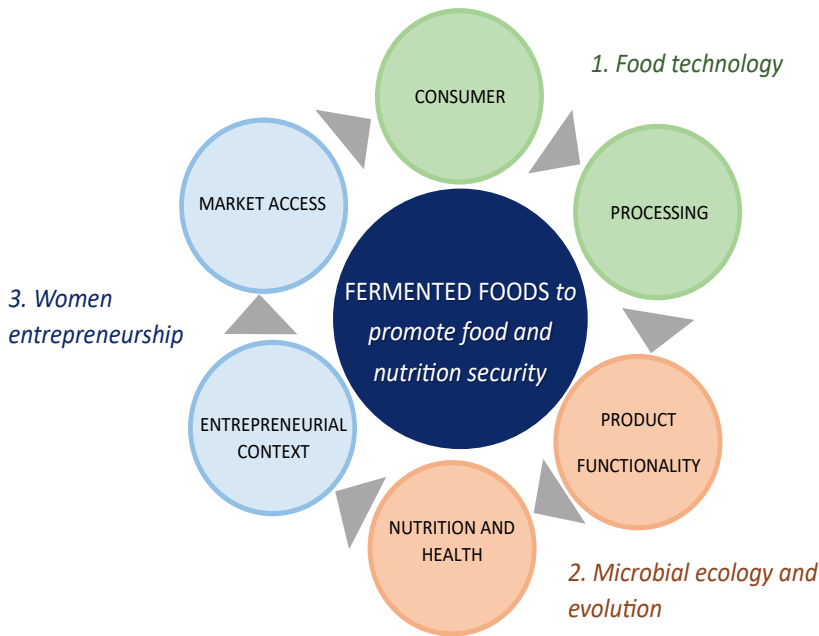 1. Food technology
CONSUMER
PROCESSING
MARKET ACCESS
3. Women
entrepreneurship
FERMENTED FOODS to
promote food and
nutrition security
ENTREPRENEURIAL
CONTEXT
PRODUCT
FUNCTIONALITY
NUTRITION AND
HEALTH
2. Microbial ecology and
evolution